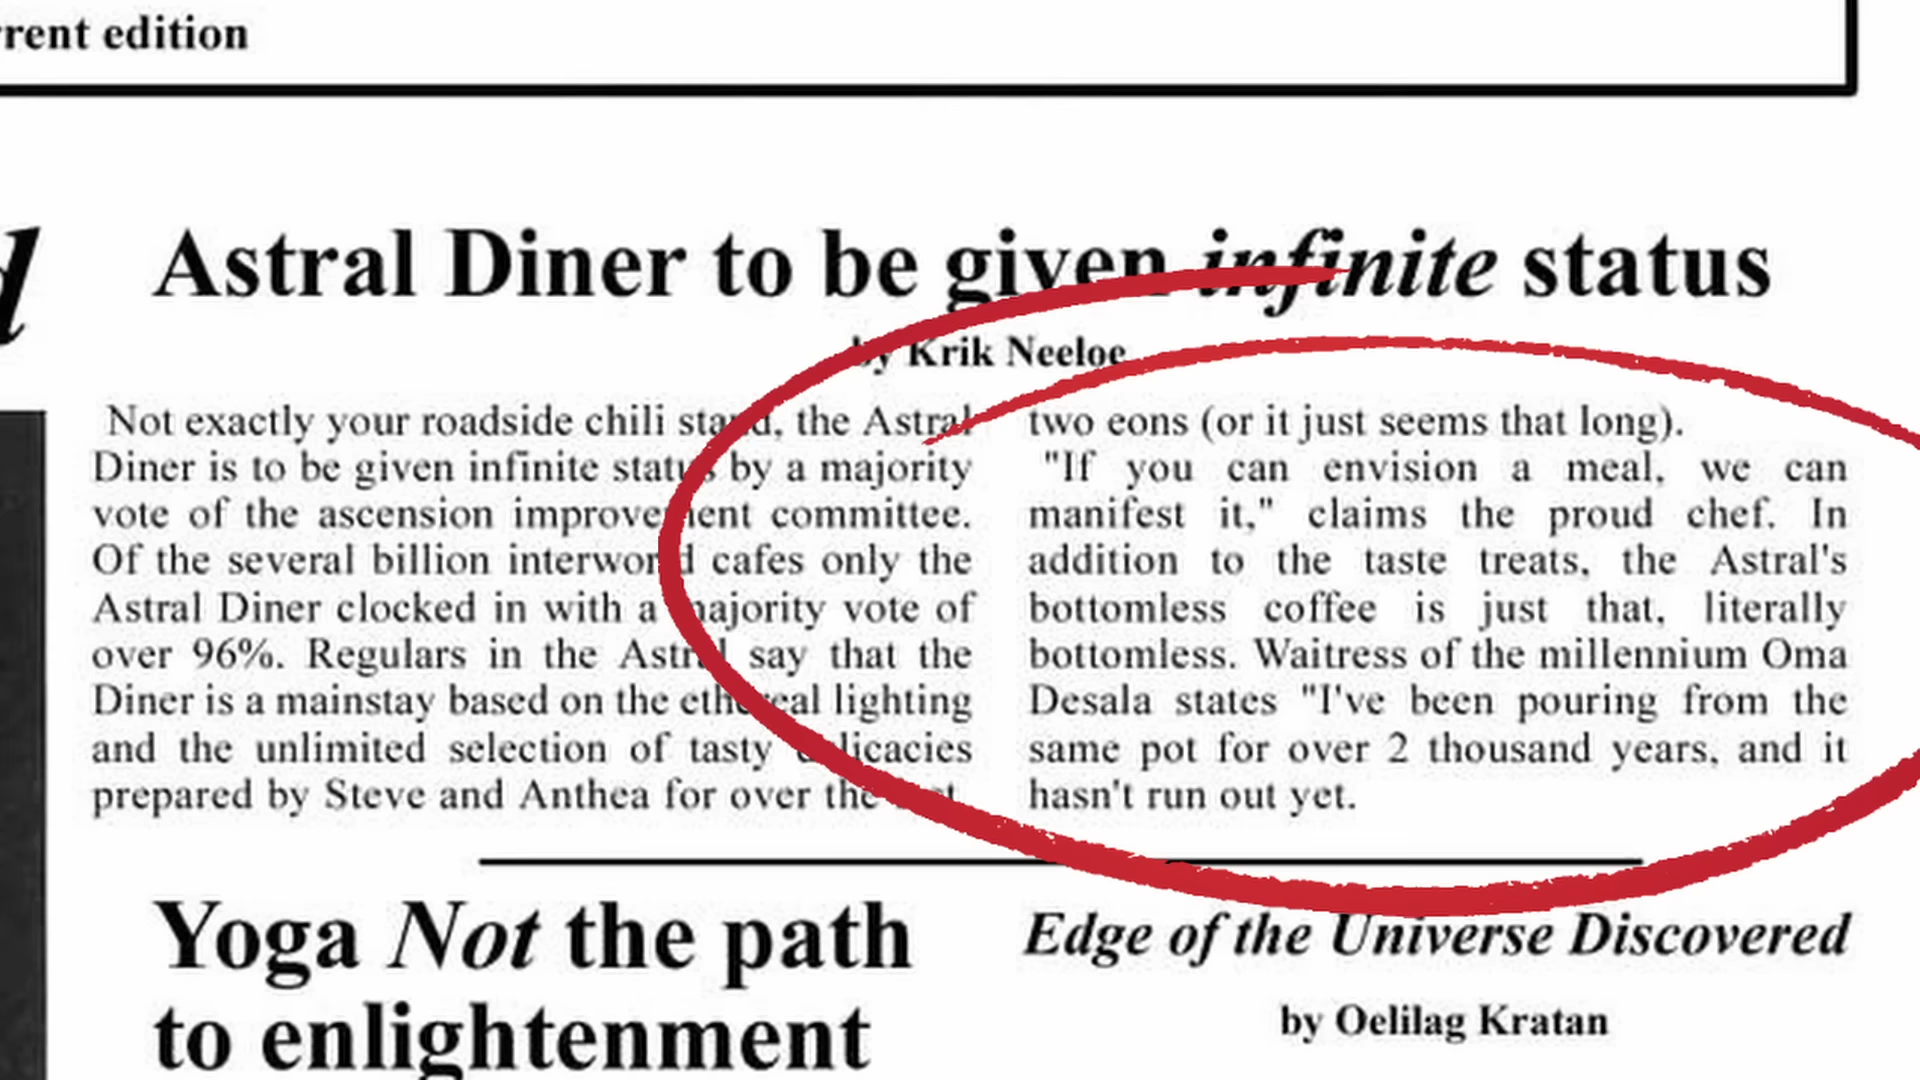 rrent edition
d
Astral Diner to be given infinite status
by Krik Neeloe
Not exactly your roadside chili stand, the Astral
Diner is to be given infinite status by a majority
vote of the ascension improvement committee.
Of the several billion interworld cafes only the
Astral Diner clocked in with a majority vote of
over 96%. Regulars in the Astral say that the
Diner is a mainstay based on the ethereal lighting
and the unlimited selection of tasty delicacies
prepared by Steve and Anthea for over the last
two eons (or it just seems that long).
"If you can envision a meal, we can
manifest it," claims the proud chef. In
addition to the taste treats, the Astral's
bottomless coffee is just that, literally
bottomless. Waitress of the millennium Oma
Desala states "I've been pouring from the
same pot for over 2 thousand years, and it
hasn't run out yet.
Yoga Not the path
to enlightenment
Edge of the Universe Discovered
by Oelilag Kratan